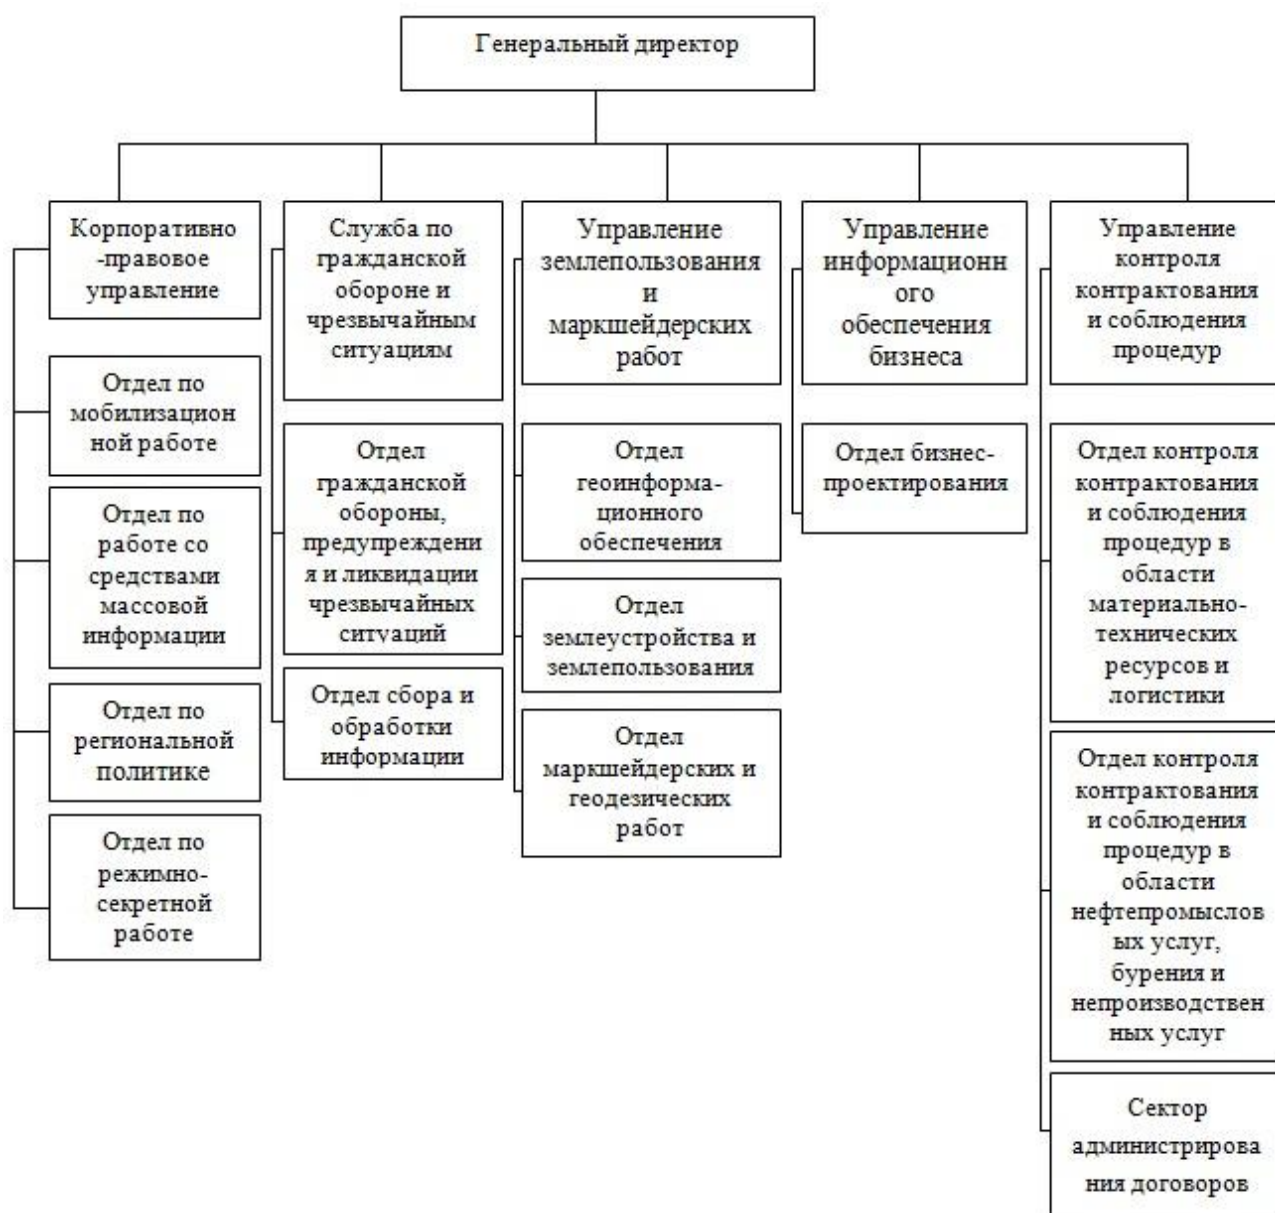 Генеральный директор
Корпоративно
-правовое
управление
Отдел по
мобилизацион
ной работе
Отдел по
работе со
средствами
массовой
информации
Отдел по
региональной
политике
Отдел по
режимно-
секретной
работе
Служба по
гражданской
обороне и
чрезвычайным
ситуациям
Отдел
гражданской
обороны,
предупреждени
я и ликвидации
чрезвычайных
ситуаций
Отдел сбора и
обработки
информации
Управление
землепользования
и
маркшейдерских
работ
Отдел
геоинформа-
ционного
обеспечения
Отдел
землеустройства и
землепользования
Отдел
маркшейдерских и
геодезических
работ
Управление
информационн
ого
обеспечения
бизнеса
Отдел бизнес-
проектирования
Управление
контроля
контрактования
и соблюдения
процедур
Отдел контроля
контрактования
и соблюдения
процедур в
области
материально-
технических
ресурсов и
логистики
Отдел контроля
контрактования
и соблюдения
процедур в
области
нефтепромыслов
ых услуг,
бурения и
непроизводствен
ных услуг
Сектор
администрирова
ния договоров